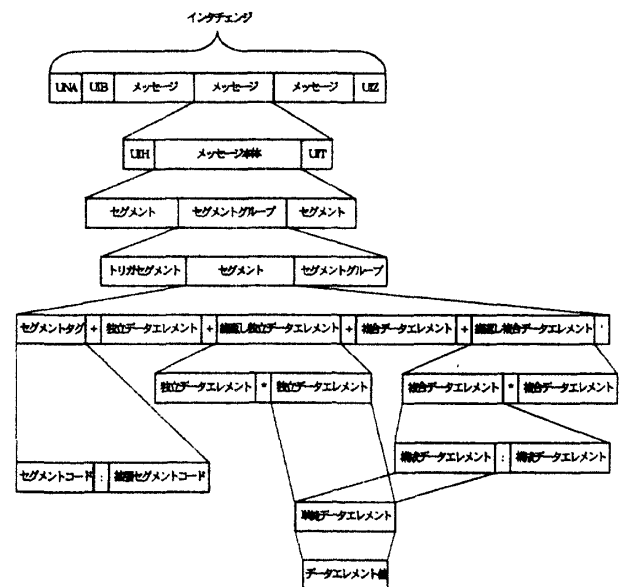 インタチェンジ
UNA UIB メッセージ メッセージ メッセージ UIZ
UIH メッセージ本体 UIT
セグメント セグメントグループ セグメント
トリガセグメント セグメント セグメントグループ
セグメントタグ + 独立データエレメント + 繰返し独立データエレメント + 複合データエレメント + 繰返し複合データエレメント '
独立データエレメント * 独立データエレメント 複合データエレメント * 複合データエレメント
構成データエレメント : 構成データエレメント
セグメントコード : 拡張セグメントコード
単純データエレメント
データエレメント値